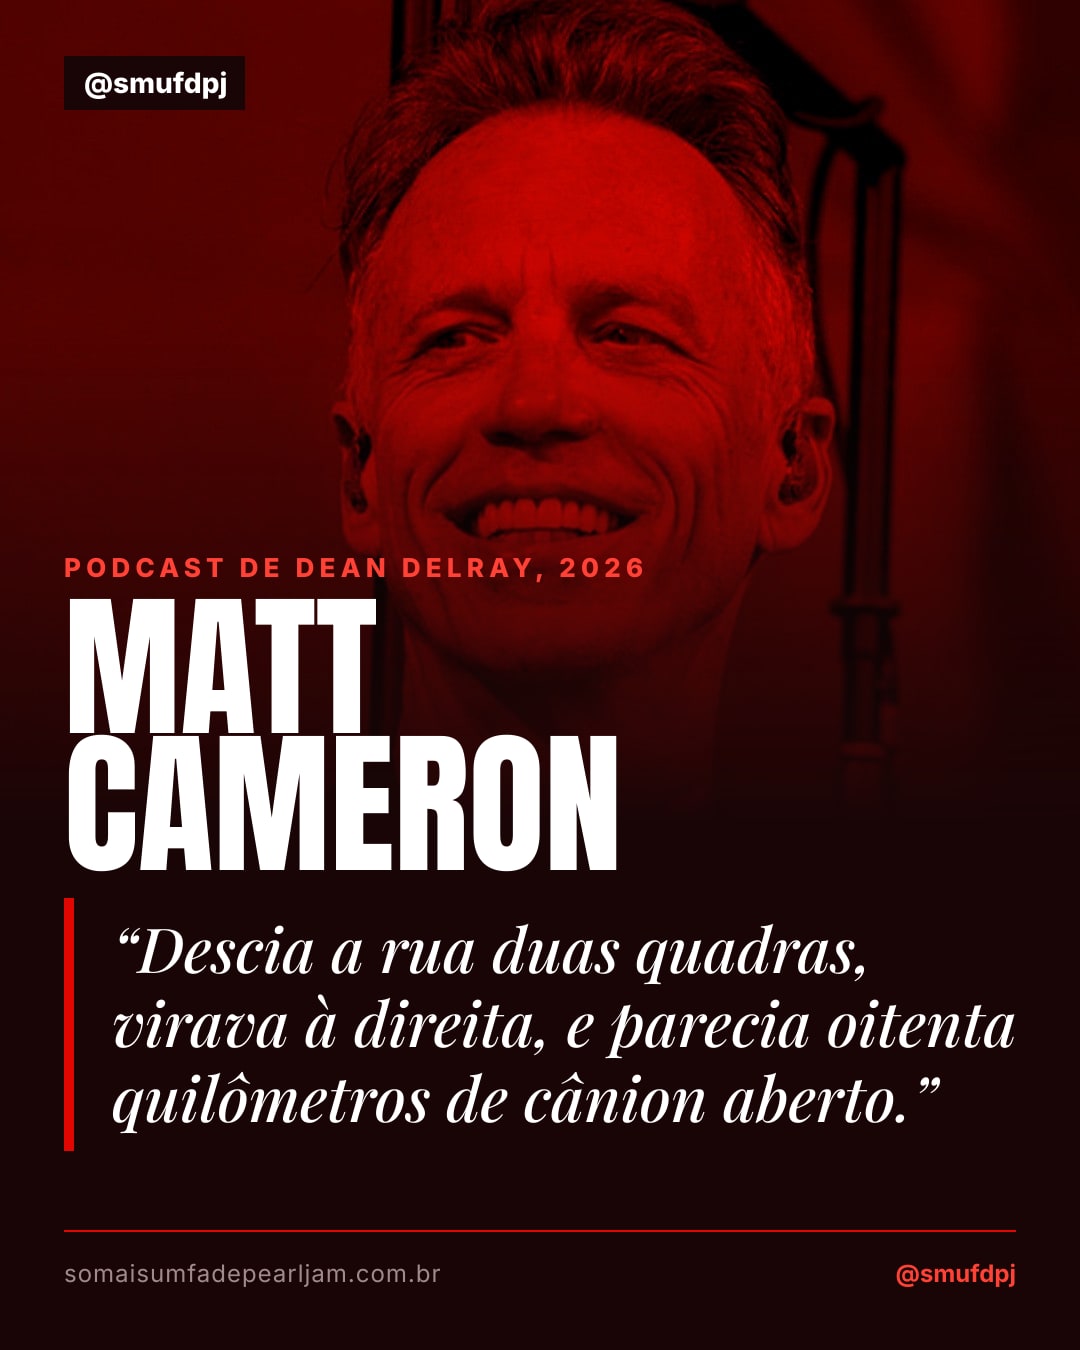 @smufdpj
PODCAST DE DEAN DELRAY, 2026
MATT
CAMERON
“Descia a rua duas quadras,
virava à direita, e parecia oitenta
quilômetros de cânion aberto.”
somaisumfadepearljam.com.br
@smufdpj